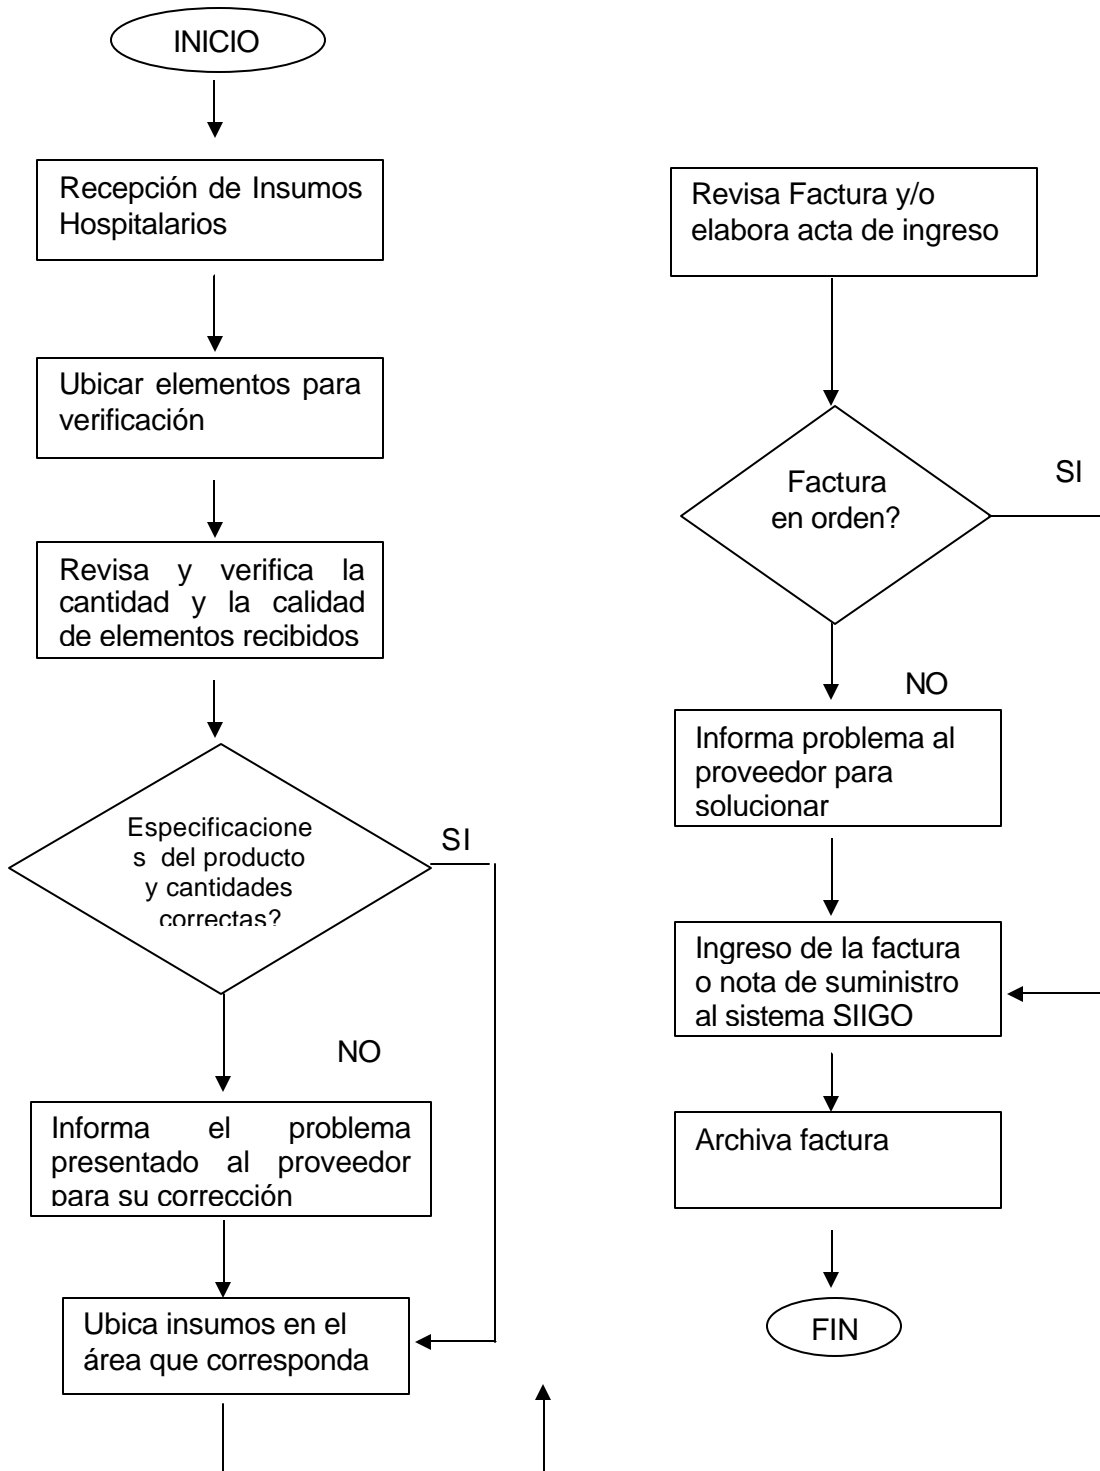 INICIO
Recepción de Insumos
Hospitalarios
Ubicar elementos para
verificación
Revisa y verifica la
cantidad y la calidad
de elementos recibidos
Especificacione
s del producto
y cantidades
correctas?
SI
NO
Informa el problema
presentado al proveedor
para su corrección
Ubica insumos en el
área que corresponda
Revisa Factura y/o
elabora acta de ingreso
Factura
en orden?
SI
NO
Informa problema al
proveedor para
solucionar
Ingreso de la factura
o nota de suministro
al sistema SIIGO
Archiva factura
FIN